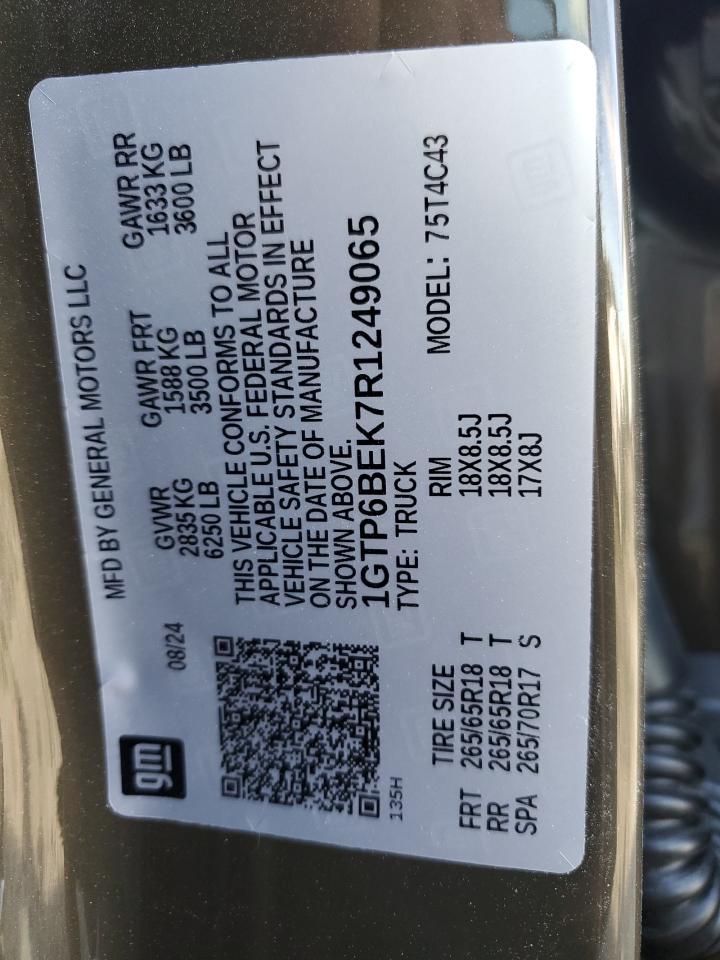 gm
MFD BY GENERAL MOTORS LLC
08/24
GVWR GAWR FRT GAWR RR
2835KG 1588 KG 1633 KG
6250 LB 3500 LB 3600 LB
THIS VEHICLE CONFORMS TO ALL
APPLICABLE U.S. FEDERAL MOTOR
VEHICLE SAFETY STANDARDS IN EFFECT
ON THE DATE OF MANUFACTURE
SHOWN ABOVE.
1GTP6BEK7R1249065
TYPE: TRUCK
135H
MODEL: 75T4C43
TIRE SIZE RIM
FRT 265/65R18 T 18X8.5J
RR 265/65R18 T 18X8.5J
SPA 265/70R17 S 17X8J
gm